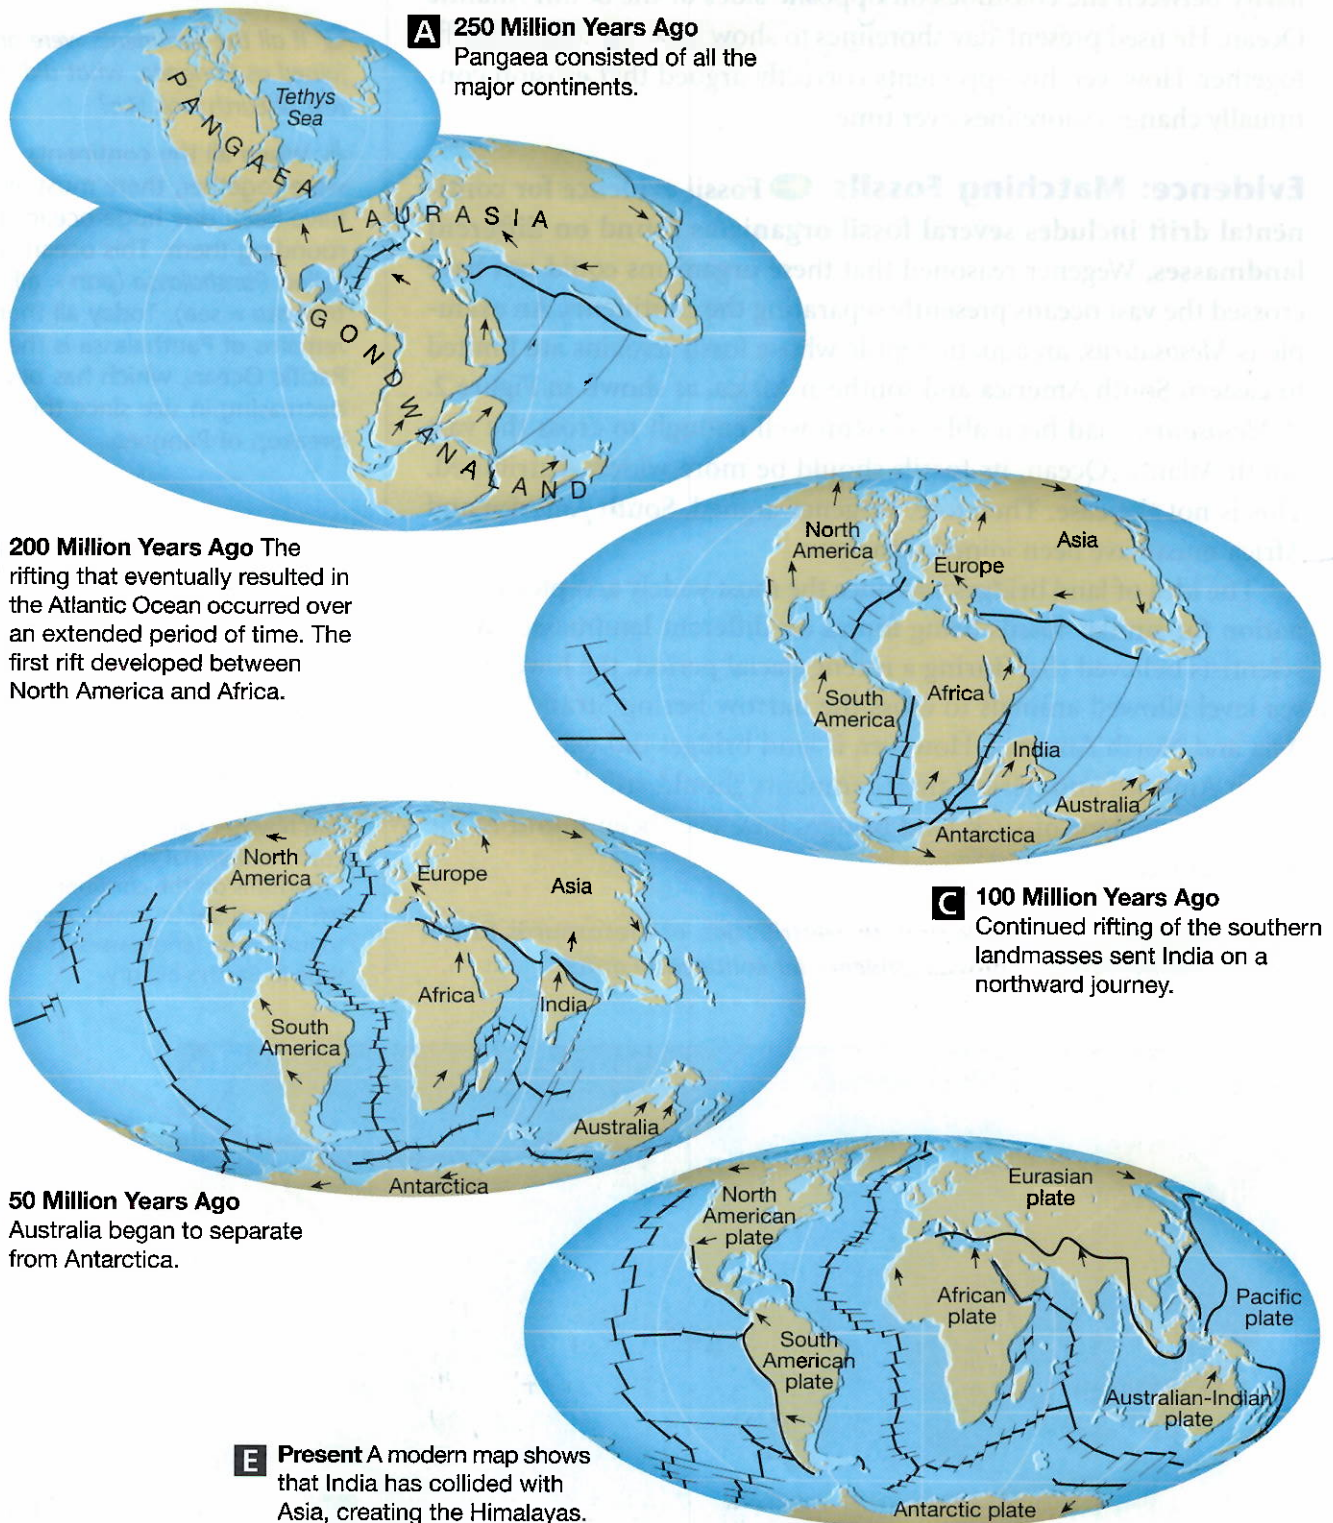 A 250 Million Years Ago
Pangaea consisted of all the
major continents.
PANGAEA
Tethys
Sea
LAURASIA
GONDWANALAND
200 Million Years Ago The
rifting that eventually resulted in
the Atlantic Ocean occurred over
an extended period of time. The
first rift developed between
North America and Africa.
North
America
Europe
Asia
South
America
Africa
India
Australia
Antarctica
C 100 Million Years Ago
Continued rifting of the southern
landmasses sent India on a
northward journey.
North
America
Europe
Asia
Africa
India
South
America
Australia
Antarctica
50 Million Years Ago
Australia began to separate
from Antarctica.
North
American
plate
Eurasian
plate
African
plate
Pacific
plate
South
American
plate
Australian-Indian
plate
Antarctic plate
E Present A modern map shows
that India has collided with
Asia, creating the Himalayas.